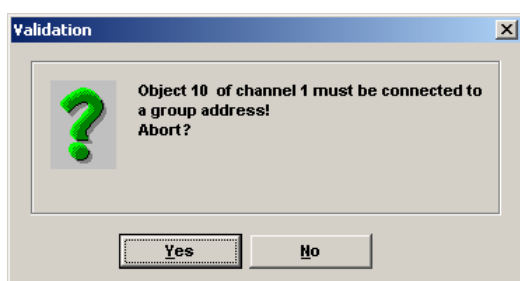 Validation
Object 10 of channel 1 must be connected to
a group address!
Abort?
Yes No